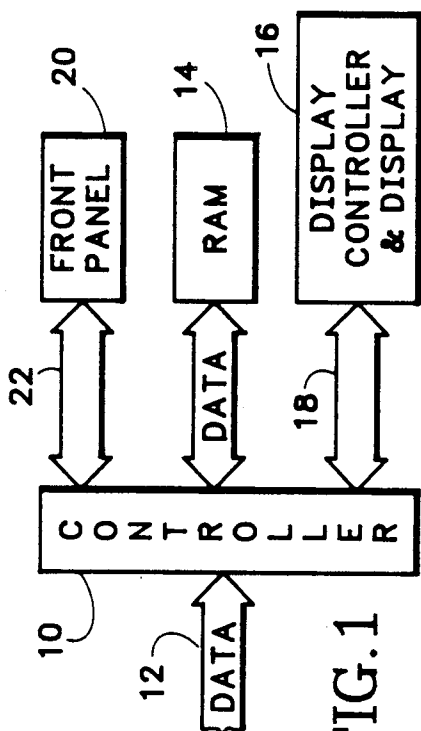 20
FRONT
PANEL
22
14
RAM
DATA
16
DISPLAY
CONTROLLER
& DISPLAY
18
CONTROLLER
10
12
DATA
FIG.1